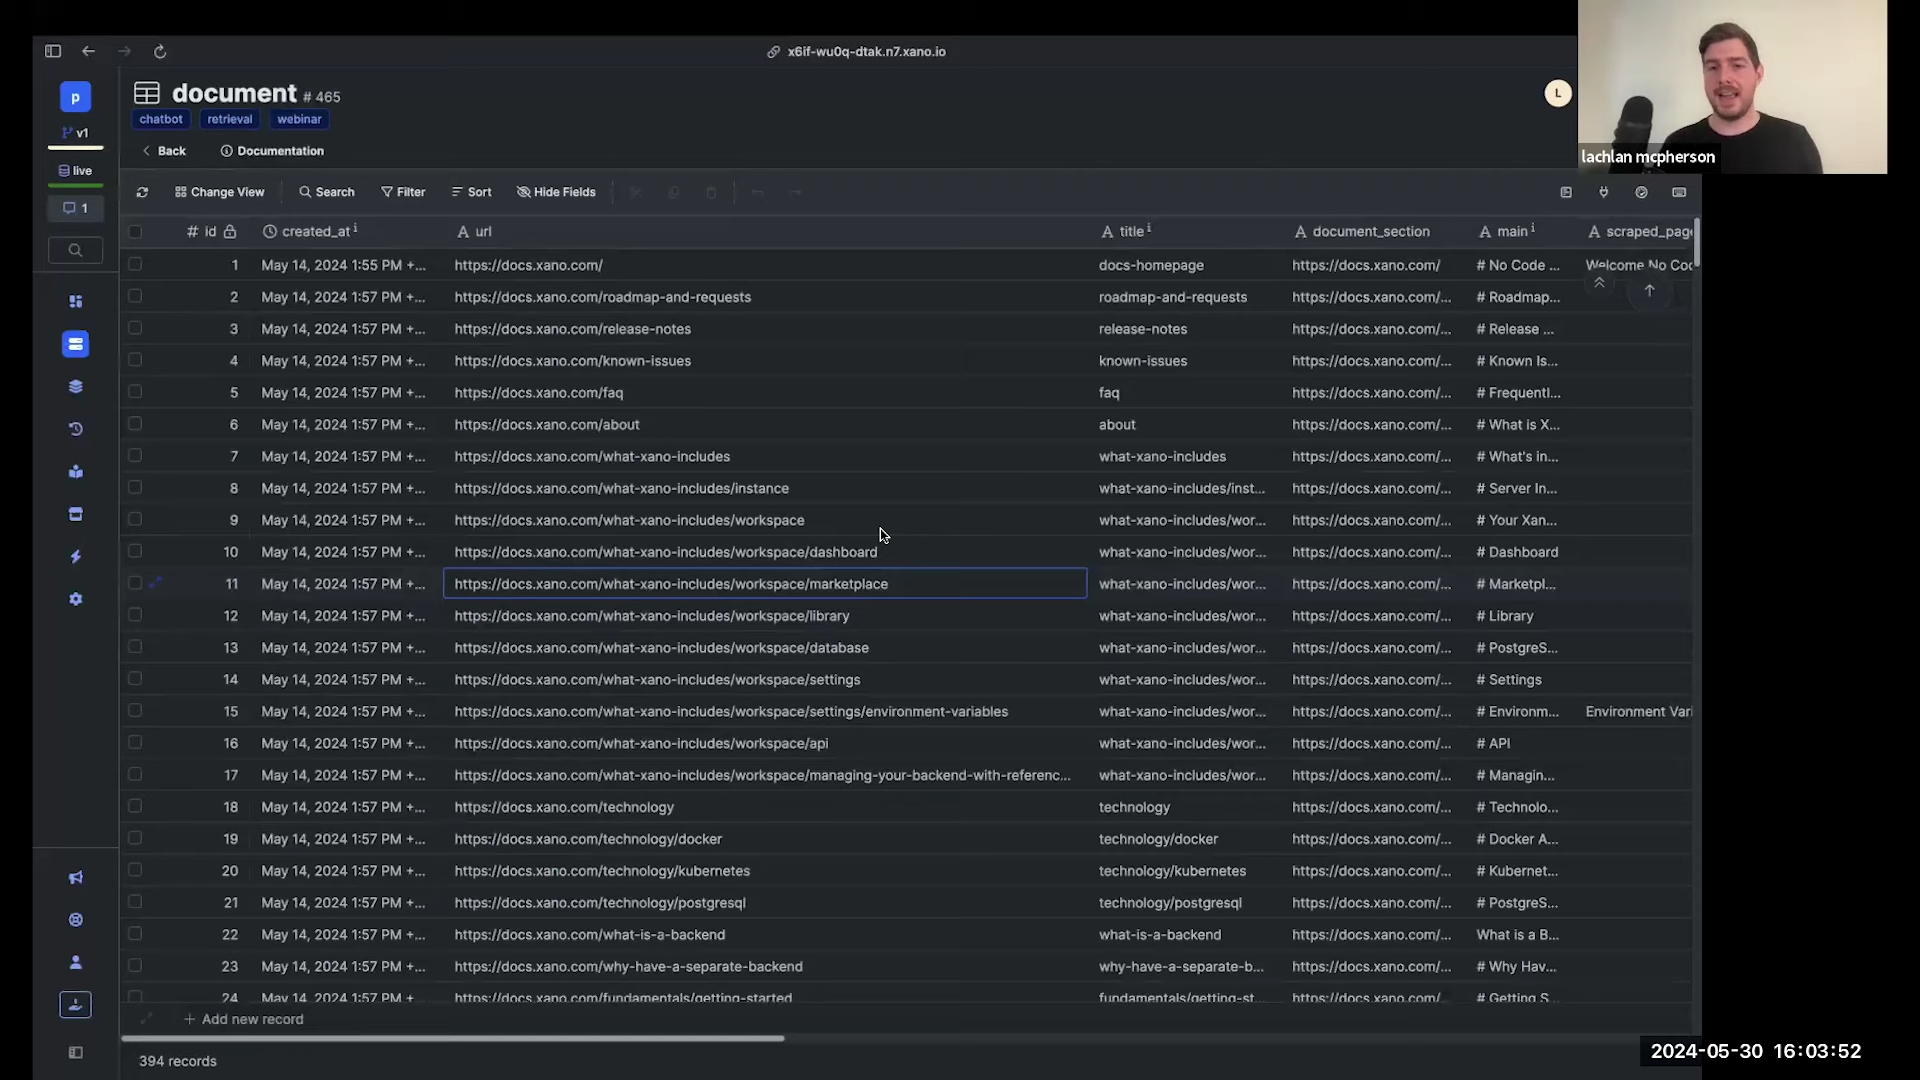 x6if-wu0q-dtak.n7.xano.io
p
document # 465
L
chatbot retrieval webinar
v1
Back Documentation
lachlan mcpherson
live
Change View Search Filter Sort Hide Fields
1
# id created_at url title document_section main scraped_page
1 May 14, 2024 1:55 PM +... https://docs.xano.com/ docs-homepage https://docs.xano.com/ # No Code ... Welcome No Cod
2 May 14, 2024 1:57 PM +... https://docs.xano.com/roadmap-and-requests roadmap-and-requests https://docs.xano.com/... # Roadmap...
3 May 14, 2024 1:57 PM +... https://docs.xano.com/release-notes release-notes https://docs.xano.com/... # Release ...
4 May 14, 2024 1:57 PM +... https://docs.xano.com/known-issues known-issues https://docs.xano.com/... # Known Is...
5 May 14, 2024 1:57 PM +... https://docs.xano.com/faq faq https://docs.xano.com/... # Frequentl...
6 May 14, 2024 1:57 PM +... https://docs.xano.com/about about https://docs.xano.com/... # What is X...
7 May 14, 2024 1:57 PM +... https://docs.xano.com/what-xano-includes what-xano-includes https://docs.xano.com/... # What's in...
8 May 14, 2024 1:57 PM +... https://docs.xano.com/what-xano-includes/instance what-xano-includes/inst... https://docs.xano.com/... # Server In...
9 May 14, 2024 1:57 PM +... https://docs.xano.com/what-xano-includes/workspace what-xano-includes/wor... https://docs.xano.com/... # Your Xan...
10 May 14, 2024 1:57 PM +... https://docs.xano.com/what-xano-includes/workspace/dashboard what-xano-includes/wor... https://docs.xano.com/... # Dashboard
11 May 14, 2024 1:57 PM +... https://docs.xano.com/what-xano-includes/workspace/marketplace what-xano-includes/wor... https://docs.xano.com/... # Marketpl...
12 May 14, 2024 1:57 PM +... https://docs.xano.com/what-xano-includes/workspace/library what-xano-includes/wor... https://docs.xano.com/... # Library
13 May 14, 2024 1:57 PM +... https://docs.xano.com/what-xano-includes/workspace/database what-xano-includes/wor... https://docs.xano.com/... # PostgreS...
14 May 14, 2024 1:57 PM +... https://docs.xano.com/what-xano-includes/workspace/settings what-xano-includes/wor... https://docs.xano.com/... # Settings
15 May 14, 2024 1:57 PM +... https://docs.xano.com/what-xano-includes/workspace/settings/environment-variables what-xano-includes/wor... https://docs.xano.com/... # Environm... Environment Vari
16 May 14, 2024 1:57 PM +... https://docs.xano.com/what-xano-includes/workspace/api what-xano-includes/wor... https://docs.xano.com/... # API
17 May 14, 2024 1:57 PM +... https://docs.xano.com/what-xano-includes/workspace/managing-your-backend-with-referenc... what-xano-includes/wor... https://docs.xano.com/... # Managin...
18 May 14, 2024 1:57 PM +... https://docs.xano.com/technology technology https://docs.xano.com/... # Technolo...
19 May 14, 2024 1:57 PM +... https://docs.xano.com/technology/docker technology/docker https://docs.xano.com/... # Docker A...
20 May 14, 2024 1:57 PM +... https://docs.xano.com/technology/kubernetes technology/kubernetes https://docs.xano.com/... # Kubernet...
21 May 14, 2024 1:57 PM +... https://docs.xano.com/technology/postgresql technology/postgresql https://docs.xano.com/... # PostgreS...
22 May 14, 2024 1:57 PM +... https://docs.xano.com/what-is-a-backend what-is-a-backend https://docs.xano.com/... What is a B...
23 May 14, 2024 1:57 PM +... https://docs.xano.com/why-have-a-separate-backend why-have-a-separate-b... https://docs.xano.com/... # Why Hav...
24 May 14, 2024 1:57 PM +... https://docs.xano.com/fundamentals/getting-started fundamentals/getting-st... https://docs.xano.com/... # Getting S...
+ Add new record
394 records
2024-05-30 16:03:52